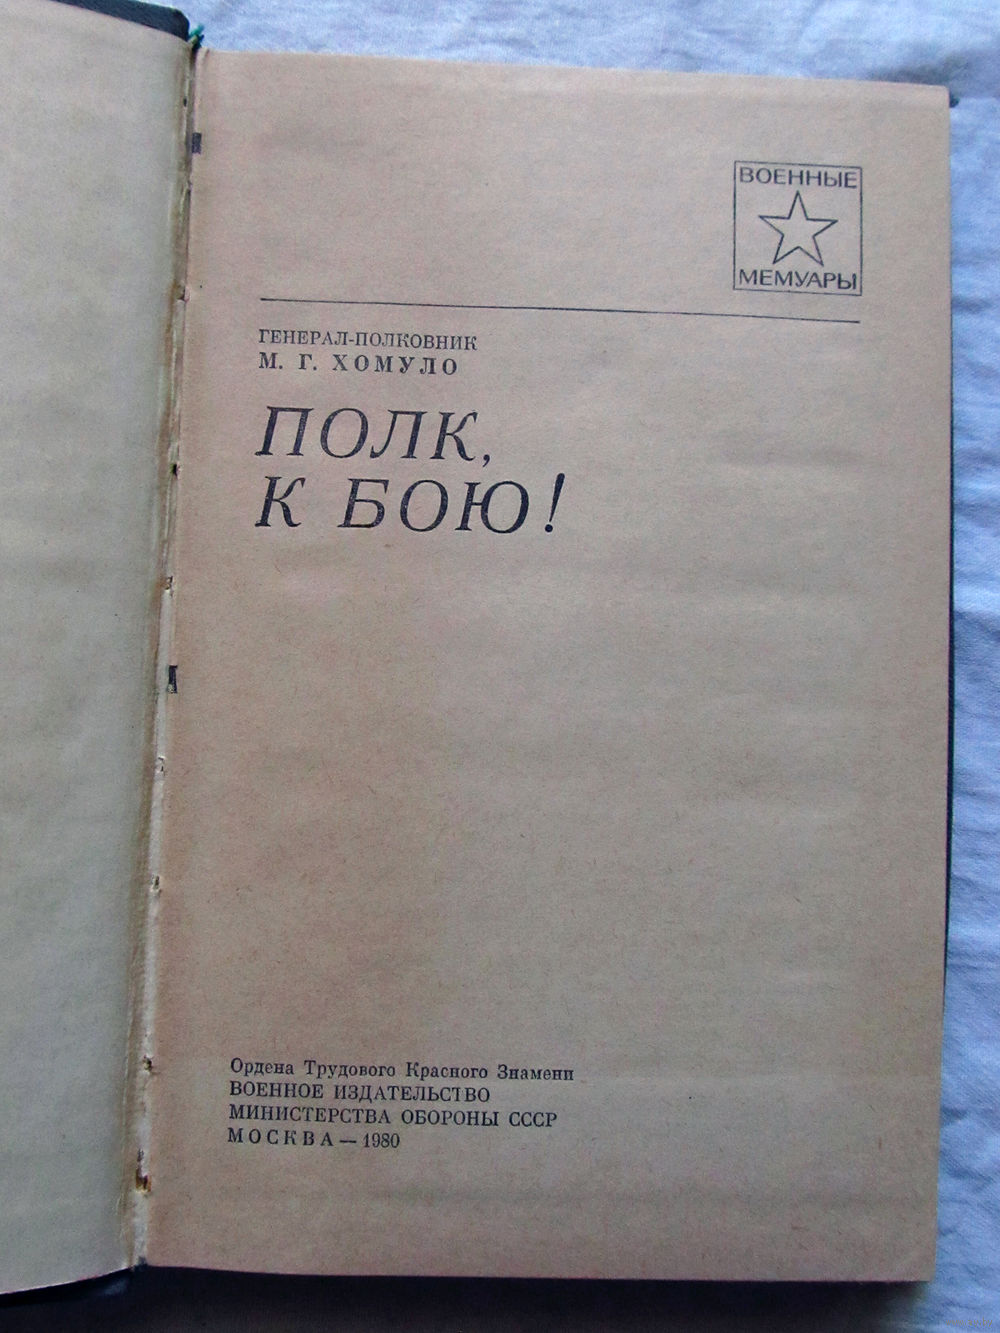 ВОЕННЫЕ
МЕМУАРЫ
ГЕНЕРАЛ-ПОЛКОВНИК
М. Г. ХОМУЛО
ПОЛК,
К БОЮ!
Ордена Трудового Красного Знамени
ВОЕННОЕ ИЗДАТЕЛЬСТВО
МИНИСТЕРСТВА ОБОРОНЫ СССР
МОСКВА — 1980